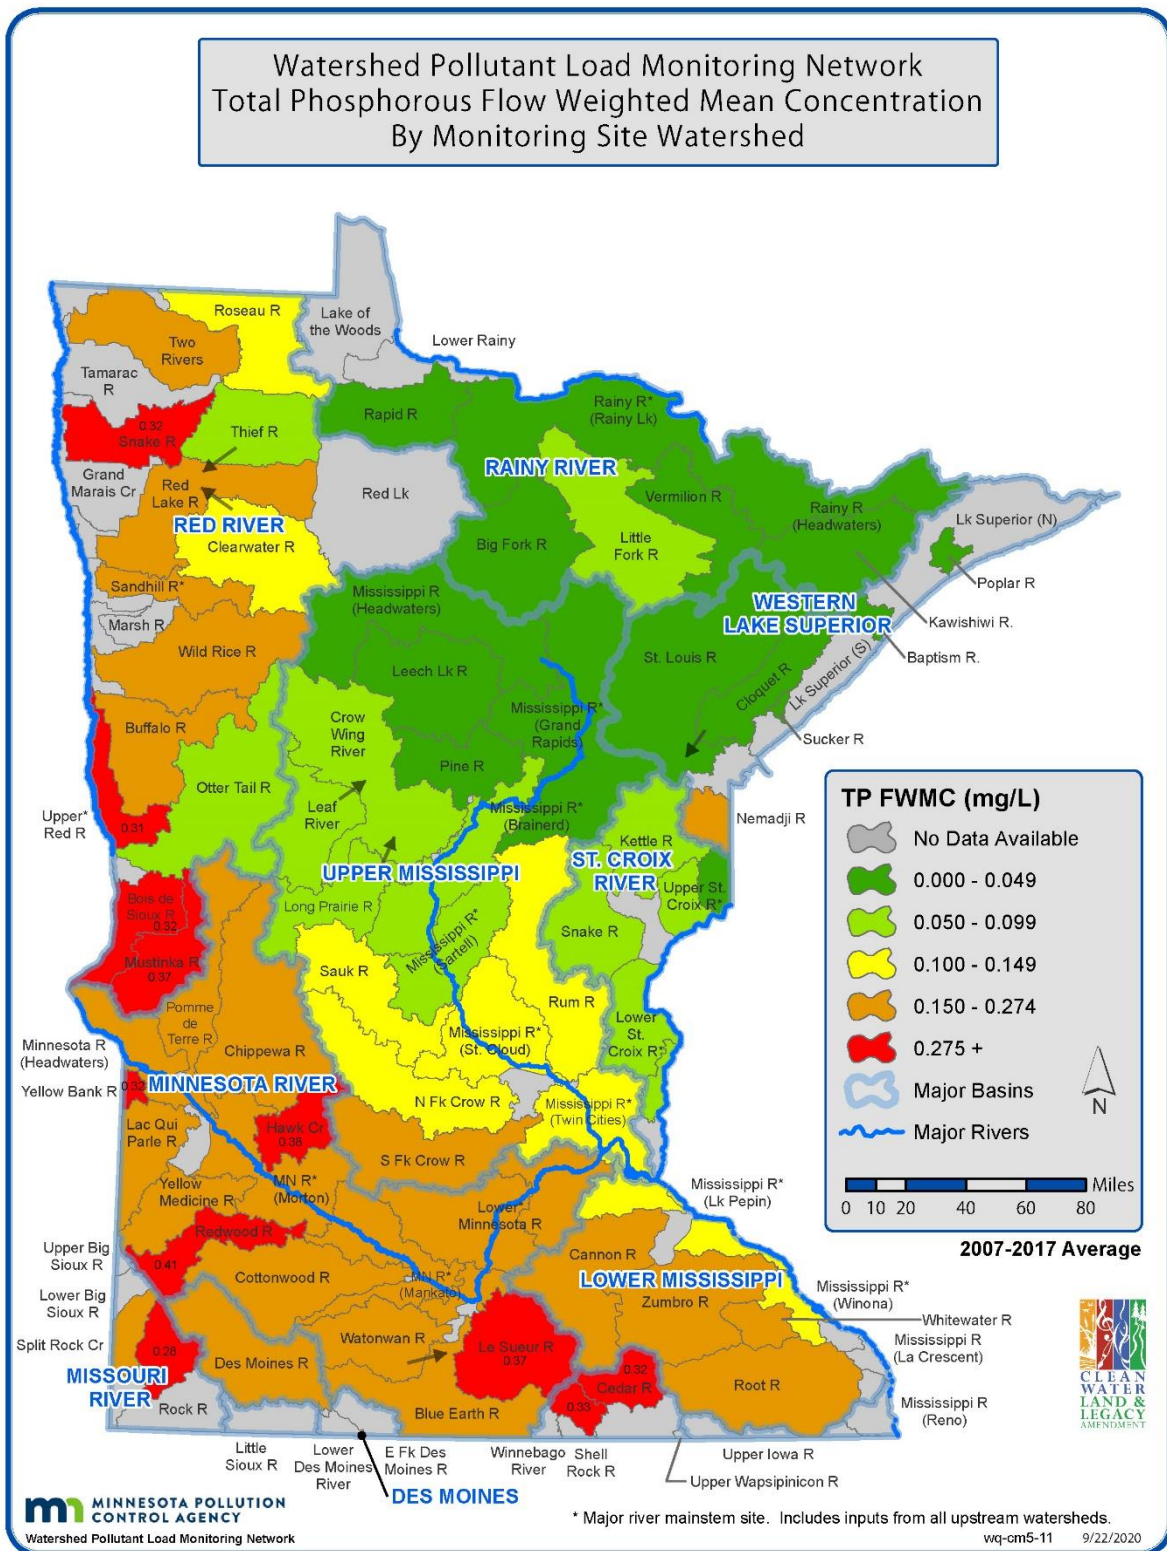 Watershed Pollutant Load Monitoring Network
Total Phosphorous Flow Weighted Mean Concentration
By Monitoring Site Watershed
Roseau R
Lake of
the Woods
Lower Rainy
Two
Rivers
Tamarac
R
0.32
Snake R
Thief R
Rapid R
Rainy R*
(Rainy Lk)
Grand
Marais Cr
Red
Lake R
Red Lk
RAINY RIVER
Vermilion R
Rainy R
(Headwaters)
Lk Superior (N)
RED RIVER
Clearwater R
Big Fork R
Little
Fork R
Poplar R
Sandhill R*
Mississippi R
(Headwaters)
WESTERN
LAKE SUPERIOR
Kawishiwi R.
Marsh R
Wild Rice R
Leech Lk R
St. Louis R
Cloquet R
Lk Superior (S)
Baptism R.
Buffalo R
Crow
Wing
River
Mississippi R*
(Grand
Rapids)
Sucker R
Pine R
Otter Tail R
Leaf
River
Mississippi R*
(Brainerd)
Upper*
Red R
0.31
Kettle R
Nemadji R
UPPER MISSISSIPPI
ST. CROIX
RIVER
Bois de
Sioux R
0.32
Long Prairie R
Upper St.
Croix R*
Mustinka R
0.37
Mississippi R*
(Sartell)
Snake R
Sauk R
Rum R
Pomme
de
Terre R
Chippewa R
Mississippi R*
(St. Cloud)
Lower
St.
Croix R*
Minnesota R
(Headwaters)
Yellow Bank R
0.33
MINNESOTA RIVER
N Fk Crow R
Mississippi R*
(Twin Cities)
Lac Qui
Parle R
Hawk Cr
0.38
S Fk Crow R
Yellow
Medicine R
MN R*
(Morton)
Lower*
Minnesota R
Mississippi R*
(Lk Pepin)
Redwood R
0.41
Upper Big
Sioux R
Cottonwood R
MN R*
(Mankato)
Cannon R
LOWER MISSISSIPPI
Zumbro R
Lower Big
Sioux R
Mississippi R*
(Winona)
Whitewater R
Split Rock Cr
0.28
Watonwan R
Le Sueur R
0.37
Mississippi R
(La Crescent)
MISSOURI
RIVER
Des Moines R
0.32
Cedar R
0.33
Root R
Rock R
Blue Earth R
Mississippi R
(Reno)
Little
Sioux R
Lower
Des Moines
River
E Fk Des
Moines R
Winnebago
River
Shell
Rock R
Upper Iowa R
Upper Wapsipinicon R
DES MOINES
TP FWMC (mg/L)
No Data Available
0.000 - 0.049
0.050 - 0.099
0.100 - 0.149
0.150 - 0.274
0.275 +
Major Basins
Major Rivers
N
Miles
0 10 20 40 60 80
2007-2017 Average
CLEAN
WATER
LAND &
LEGACY
AMENDMENT
MINNESOTA POLLUTION
CONTROL AGENCY
Watershed Pollutant Load Monitoring Network
* Major river mainstem site. Includes inputs from all upstream watersheds.
wq-cm5-11 9/22/2020